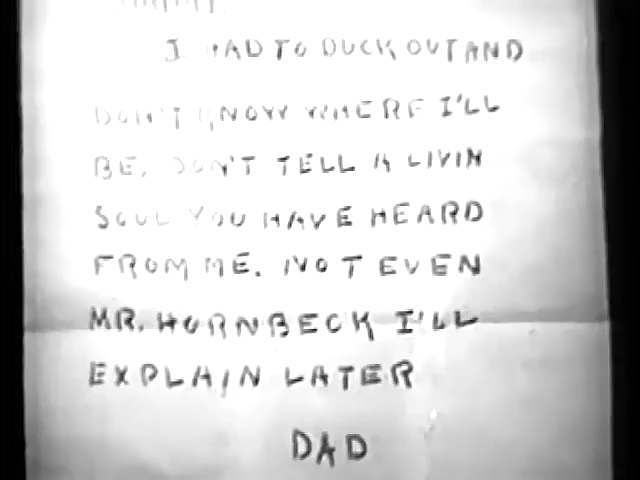 I HAD TO DUCK OUT AND
DON'T KNOW WHERE I'LL
BE. DON'T TELL A LIVIN
SOUL YOU HAVE HEARD
FROM ME. NOT EVEN
MR. HORNBECK I'LL
EXPLAIN LATER
DAD